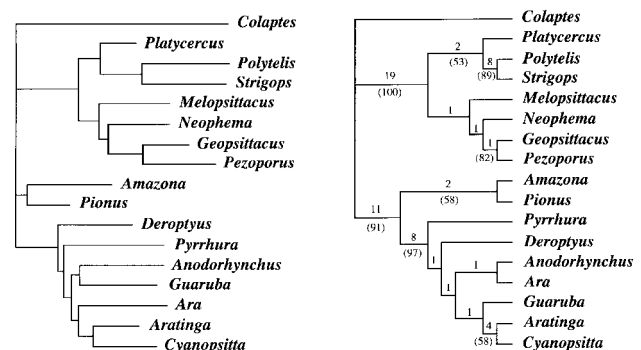 Colaptes
Platycercus
Polytelis
Strigops
Melopsittacus
Neophema
Geopsittacus
Pezoporus
Amazona
Pionus
Deroptyus
Pyrrhura
Anodorhynchus
Guaruba
Ara
Aratinga
Cyanopsitta
Colaptes
Platycercus
2
(53)
Polytelis
8
(89)
Strigops
19
(100)
Melopsittacus
1
Neophema
1
Geopsittacus
1
(82)
Pezoporus
Amazona
2
(58)
Pionus
11
(91)
Pyrrhura
8
(97)
Deroptyus
1
Anodorhynchus
1
Ara
1
Guaruba
1
Aratinga
4
(58)
Cyanopsitta